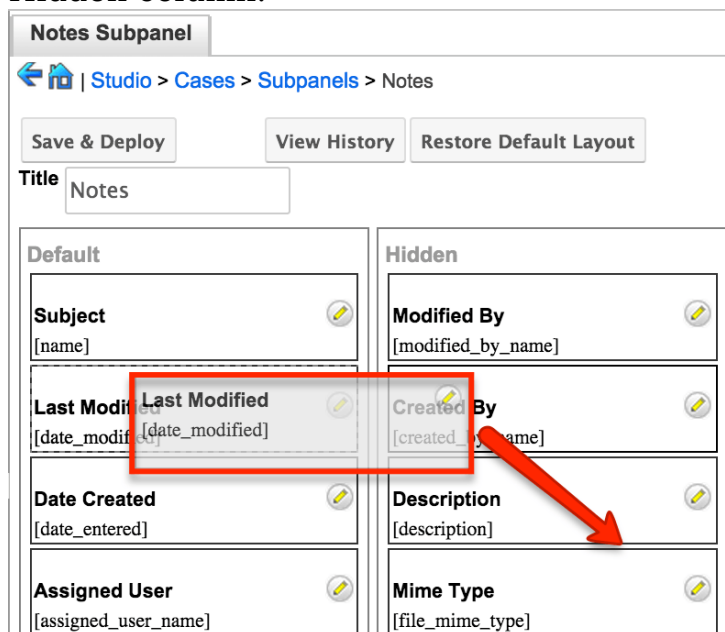 Hidden column.
Notes Subpanel
| Studio > Cases > Subpanels > Notes
Save & Deploy View History Restore Default Layout
Title Notes
Default
Subject
[name]
Last Modified
[date_modified]
Last Modified
[date_modified]
Date Created
[date_entered]
Assigned User
[assigned_user_name]
Hidden
Modified By
[modified_by_name]
Created By
[created_by_name]
Description
[description]
Mime Type
[file_mime_type]